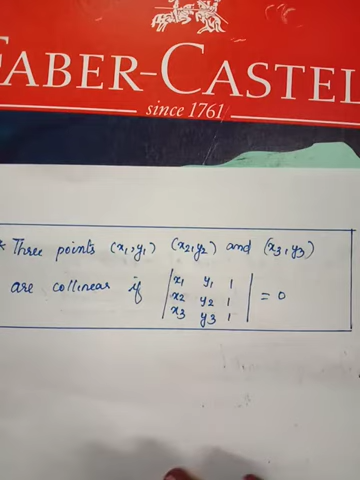 FABER-CASTEL
since 1761
* Three points (x₁,y₁) (x₂,y₂) and (x₃,y₃)
are collinear if | x₁ y₁ 1 | = 0
x₂ y₂ 1
x₃ y₃ 1